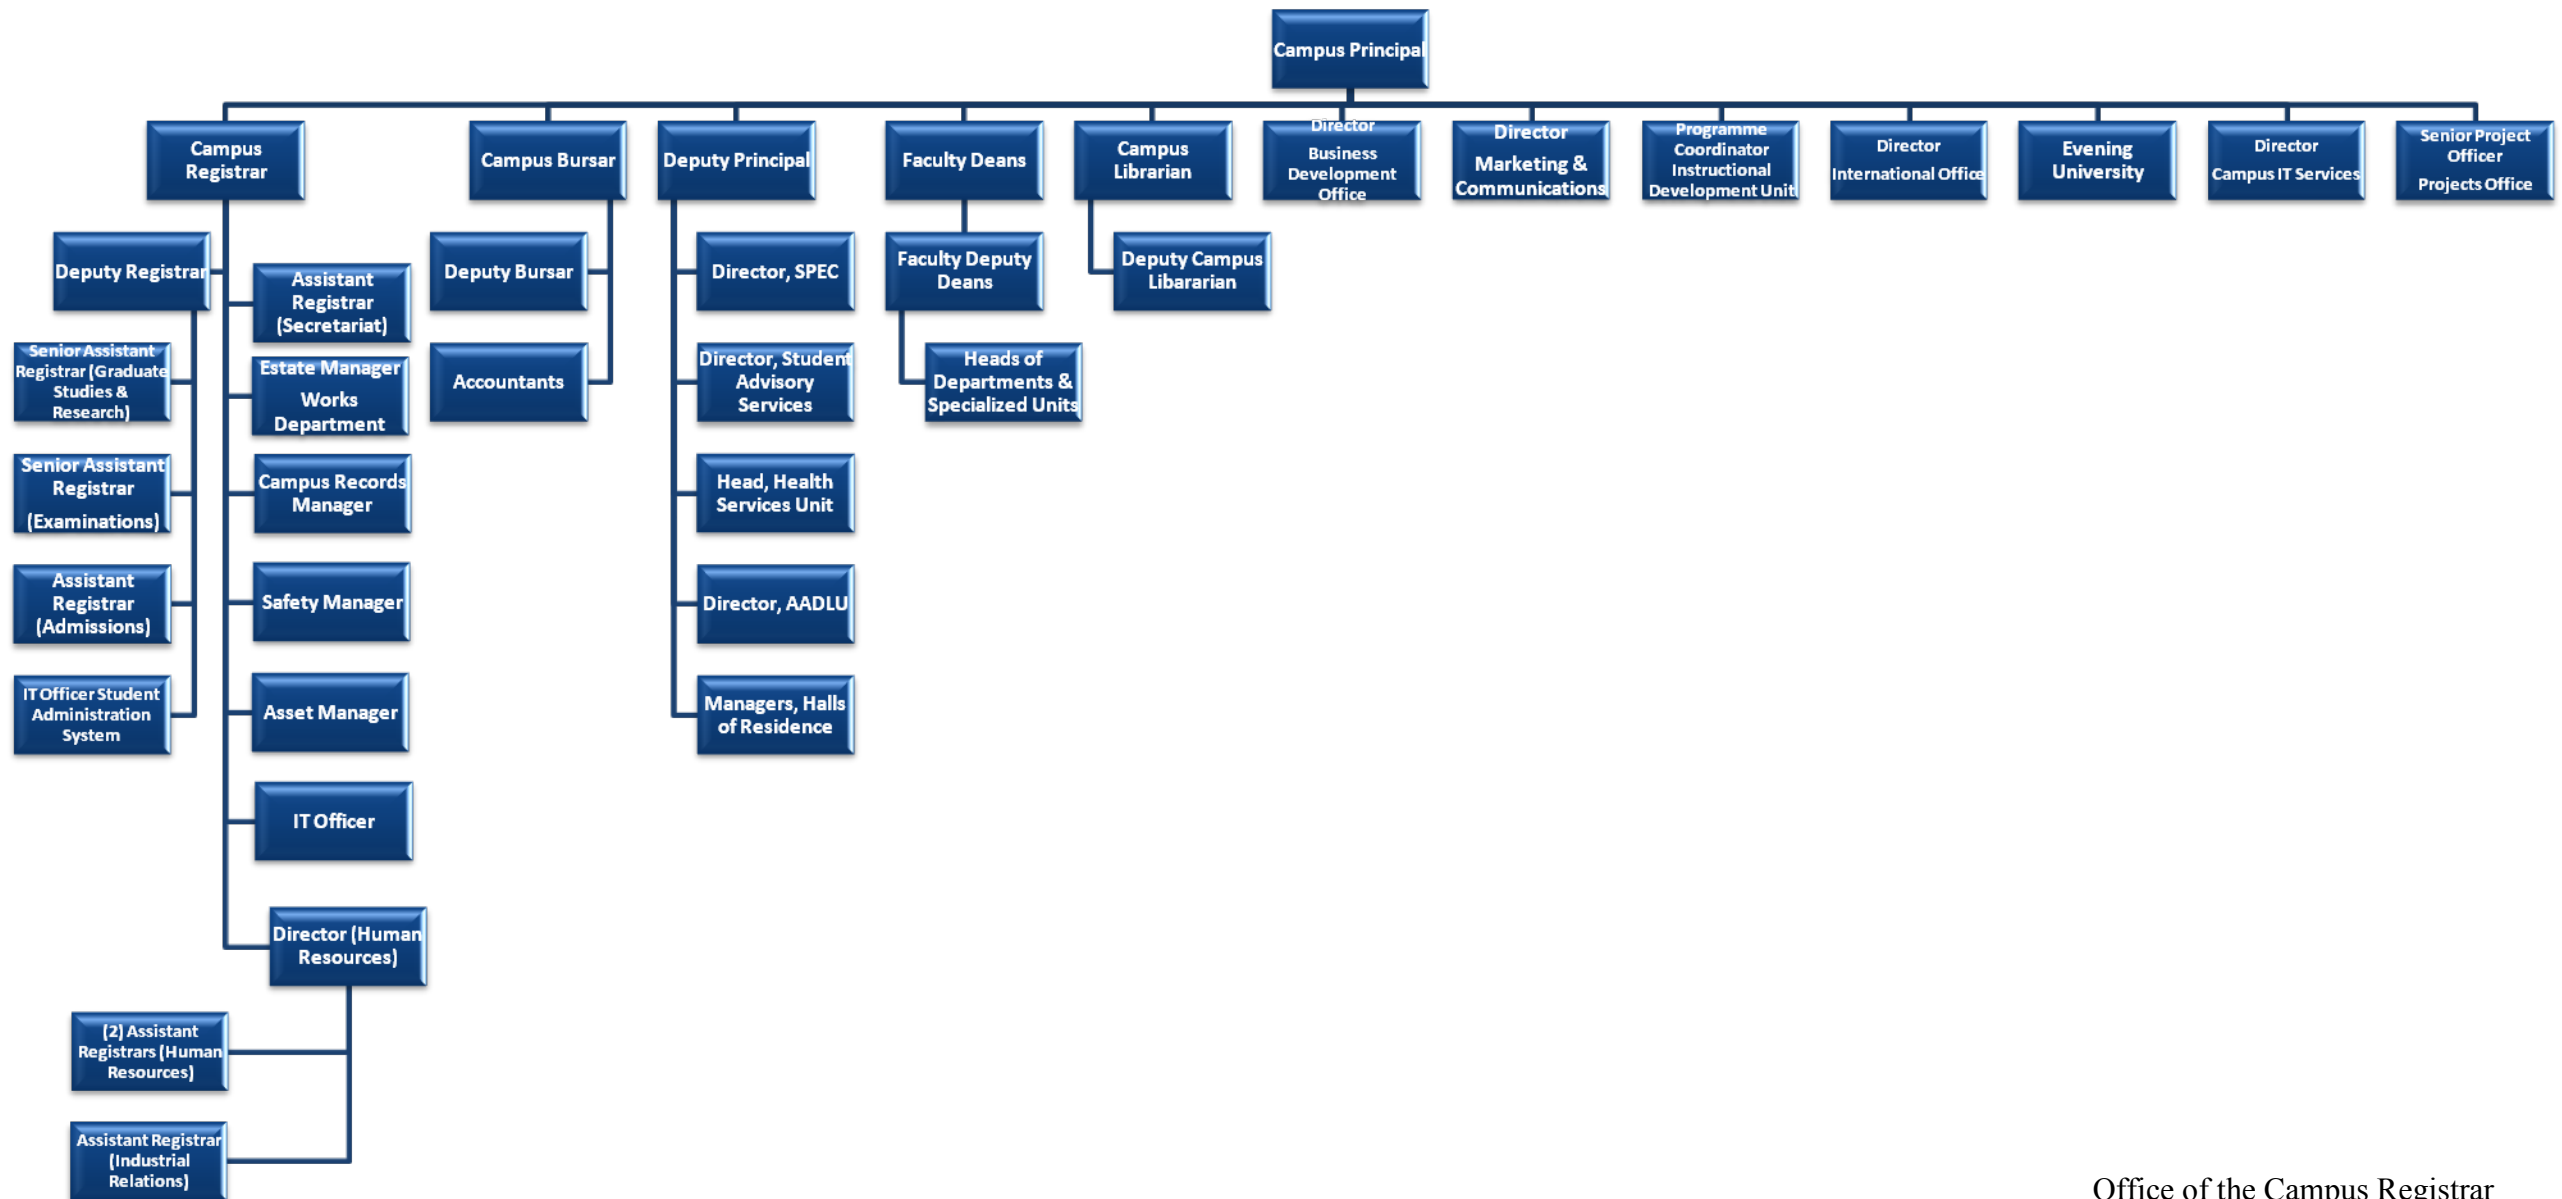 Campus Principal
Campus
Registrar
Campus Bursar
Deputy Principal
Faculty Deans
Campus
Librarian
Director
Business
Development
Office
Director
Marketing &
Communications
Programme
Coordinator
Instructional
Development Unit
Director
International Office
Evening
University
Director
Campus IT Services
Senior Project
Officer
Projects Office
Deputy Registrar
Senior Assistant
Registrar (Graduate
Studies &
Research)
Senior Assistant
Registrar
(Examinations)
Assistant
Registrar
(Admissions)
IT Officer Student
Administration
System
Assistant
Registrar
(Secretariat)
Estate Manager
Works
Department
Campus Records
Manager
Safety Manager
Asset Manager
IT Officer
Director (Human
Resources)
(2) Assistant
Registrars (Human
Resources)
Assistant Registrar
(Industrial
Relations)
Deputy Bursar
Accountants
Director, SPEC
Director, Student
Advisory
Services
Head, Health
Services Unit
Director, AADLU
Managers, Halls
of Residence
Faculty Deputy
Deans
Heads of
Departments &
Specialized Units
Deputy Campus
Libararian
Office of the Campus Registrar